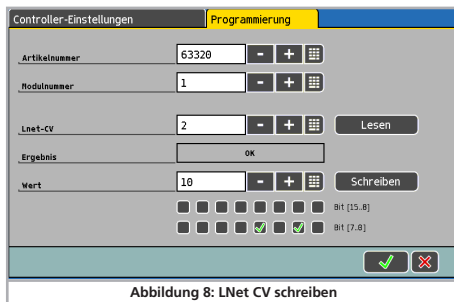 Controller-Einstellungen Programmierung
Artikelnummer 63320 - +
Modulnummer 1 - +
Lnet-CV 2 - + Lesen
Ergebnis OK
Wert 10 - + Schreiben
Bit [15..8]
Bit [7..0]
Abbildung 8: LNet CV schreiben